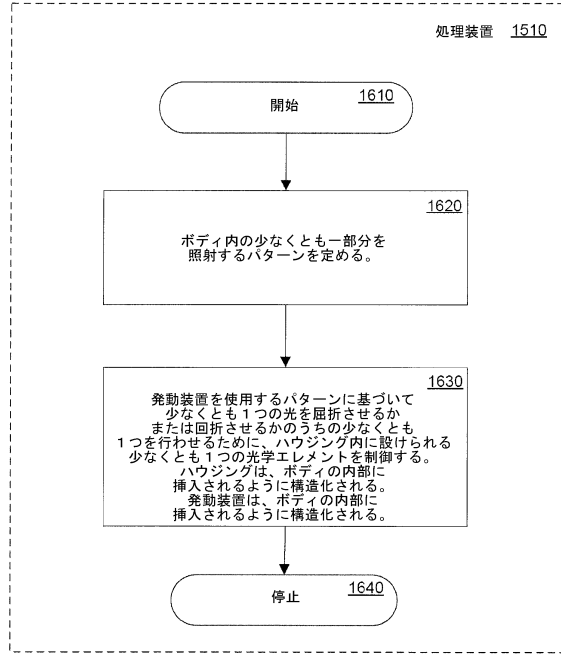 処理装置 1510
開始 1610
1620
ボディ内の少なくとも一部分を
照射するパターンを定める。
1630
発動装置を使用するパターンに基づいて
少なくとも１つの光を屈折させるか
または回折させるかのうちの少なくとも
１つを行わせるために、ハウジング内に設けられる
少なくとも１つの光学エレメントを制御する。
ハウジングは、ボディの内部に
挿入されるように構造化される。
発動装置は、ボディの内部に
挿入されるように構造化される。
停止 1640